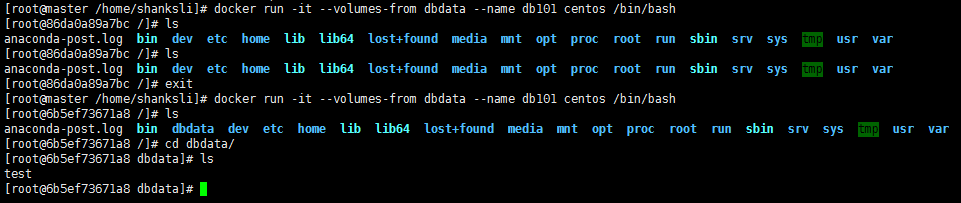 [root@master /home/shanksli]# docker run -it --volumes-from dbdata --name db101 centos /bin/bash
[root@86da0a89a7bc /]# ls
anaconda-post.log bin dev etc home lib lib64 lost+found media mnt opt proc root run sbin srv sys tmp usr var
[root@86da0a89a7bc /]# ls
anaconda-post.log bin dev etc home lib lib64 lost+found media mnt opt proc root run sbin srv sys tmp usr var
[root@86da0a89a7bc /]# exit
[root@master /home/shanksli]# docker run -it --volumes-from dbdata --name db101 centos /bin/bash
[root@6b5ef73671a8 /]# ls
anaconda-post.log bin dbdata dev etc home lib lib64 lost+found media mnt opt proc root run sbin srv sys tmp usr var
[root@6b5ef73671a8 /]# cd dbdata/
[root@6b5ef73671a8 dbdata]# ls
test
[root@6b5ef73671a8 dbdata]#